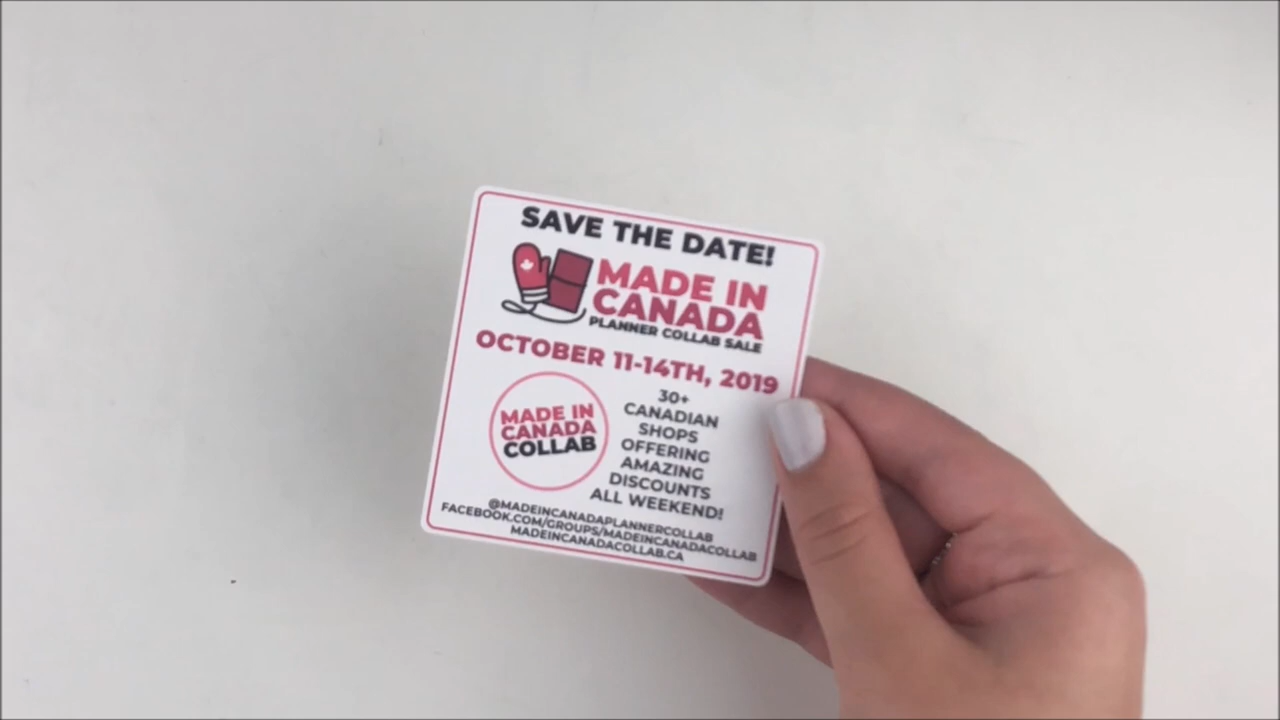 SAVE THE DATE!
MADE IN
CANADA
PLANNER COLLAB SALE
OCTOBER 11-14TH, 2019
MADE IN
CANADA
COLLAB
30+
CANADIAN
SHOPS
OFFERING
AMAZING
DISCOUNTS
ALL WEEKEND!
@MADEINCANADAPLANNERCOLLAB
FACEBOOK.COM/GROUPS/MADEINCANADACOLLAB
MADEINCANADACOLLAB.CA